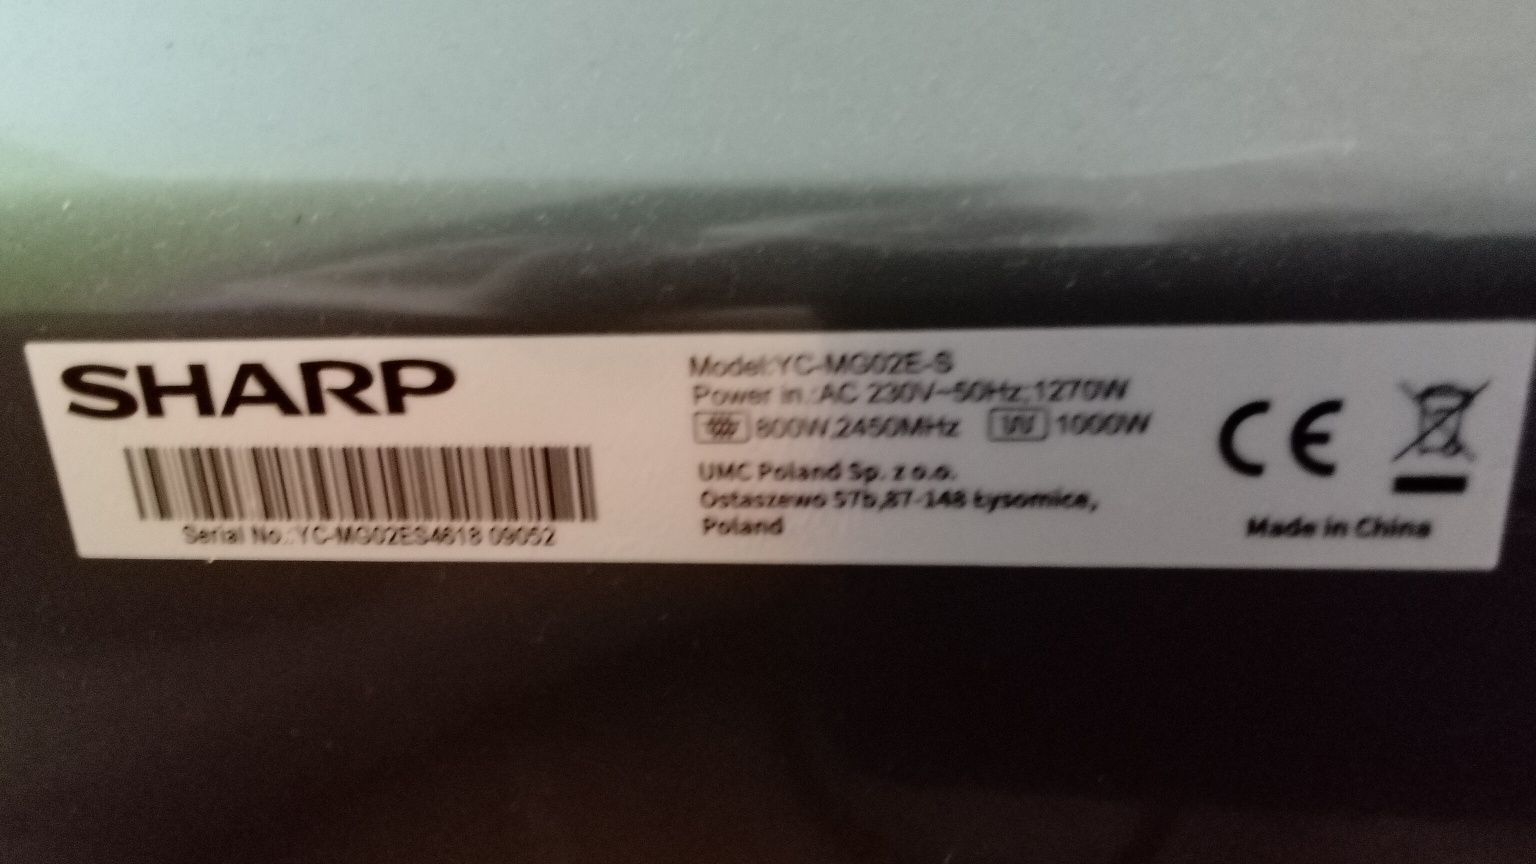 SHARP
Serial No.:YC-MG02ES4618 09052
Model:YC-MG02E-S
Power in.:AC 230V~50Hz;1270W
800W,2450MHz W 1000W
UMC Poland Sp. z o.o.
Ostaszewo 57b,87-148 Łysomice,
Poland
CE
Made in China